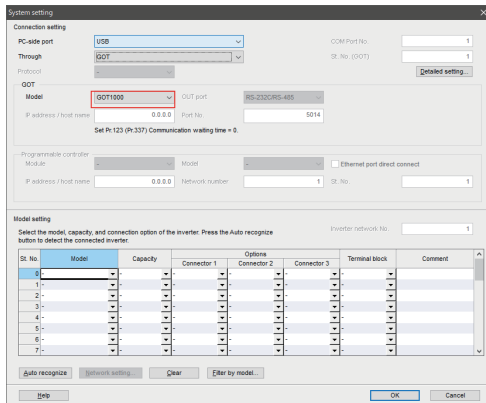 System setting
Connection setting
PC-side port USB COM Port No. 1
Through GOT St. No. (GOT) 1
Protocol - Detailed setting...
GOT
Model GOT1000 OUT port RS-232C/RS-485
IP address / host name 0.0.0.0 Port No. 5014
Set Pr.123 (Pr.337) Communication waiting time = 0.
Programmable controller
Module - Model - Ethernet port direct connect
IP address / host name 0.0.0.0 Network number 1 St. No. 1
Model setting
Select the model, capacity, and connection option of the inverter. Press the Auto recognize
button to detect the connected inverter.
Inverter network No. 1
St. No. Model Capacity Options Terminal block Comment
Connector 1 Connector 2 Connector 3
0 - - - - - -
1 - - - - - -
2 - - - - - -
3 - - - - - -
4 - - - - - -
5 - - - - - -
6 - - - - - -
7 - - - - - -
Auto recognize Network setting... Clear Filter by model...
Help OK Cancel